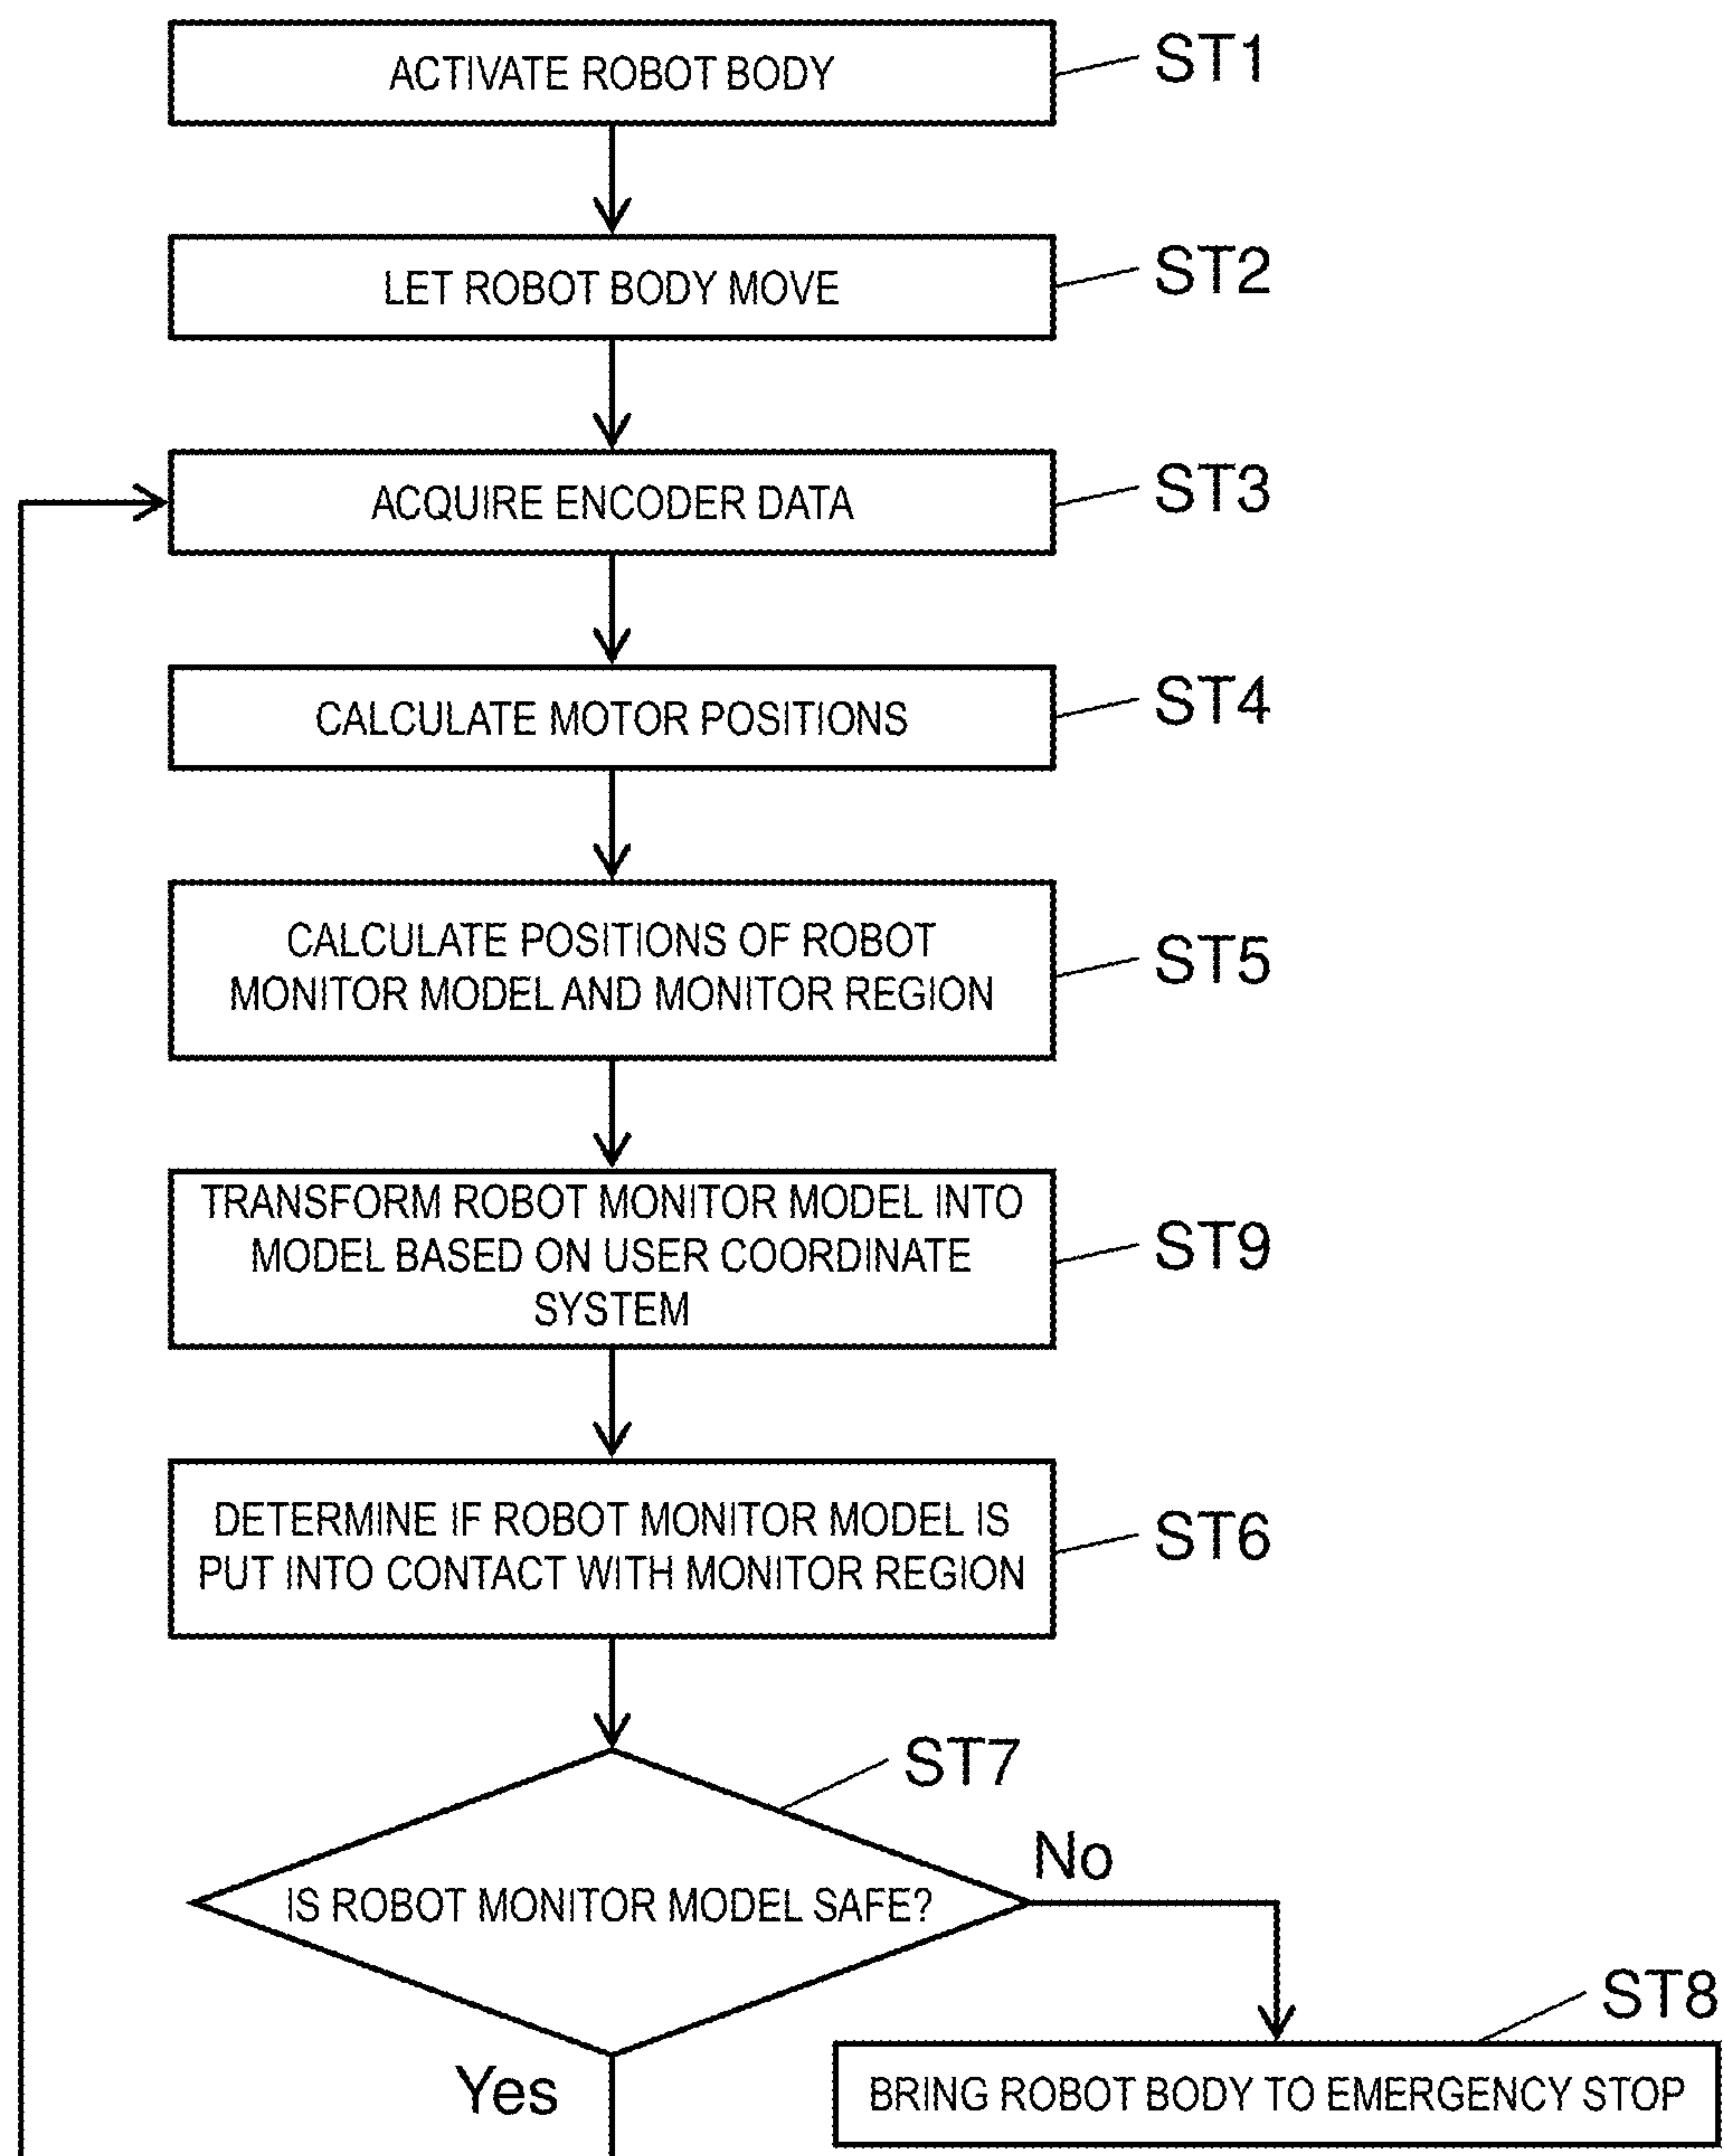 ACTIVATE ROBOT BODY
ST1
LET ROBOT BODY MOVE
ST2
ACQUIRE ENCODER DATA
ST3
CALCULATE MOTOR POSITIONS
ST4
CALCULATE POSITIONS OF ROBOT
MONITOR MODEL AND MONITOR REGION
ST5
TRANSFORM ROBOT MONITOR MODEL INTO
MODEL BASED ON USER COORDINATE
SYSTEM
ST9
DETERMINE IF ROBOT MONITOR MODEL IS
PUT INTO CONTACT WITH MONITOR REGION
ST6
ST7
IS ROBOT MONITOR MODEL SAFE?
No
ST8
Yes
BRING ROBOT BODY TO EMERGENCY STOP